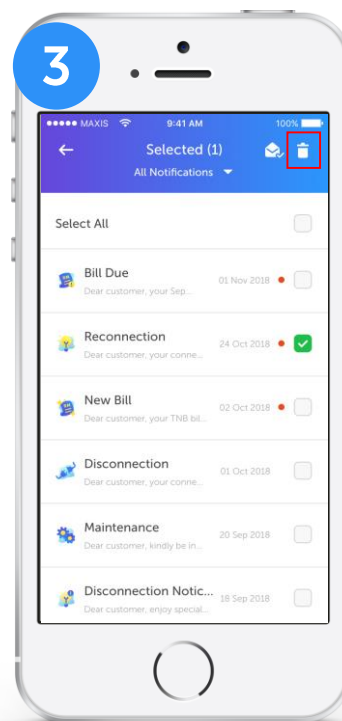 3
MAXIS 9:41 AM 100%
Selected (1)
All Notifications
Select All
Bill Due
Dear customer, your Sep...
01 Nov 2018
Reconnection
Dear customer, your conne...
24 Oct 2018
New Bill
Dear customer, your TNB bil...
02 Oct 2018
Disconnection
Dear customer, your conne...
01 Oct 2018
Maintenance
Dear customer, kindly be in...
20 Sep 2018
Disconnection Notic...
Dear customer, enjoy special...
18 Sep 2018